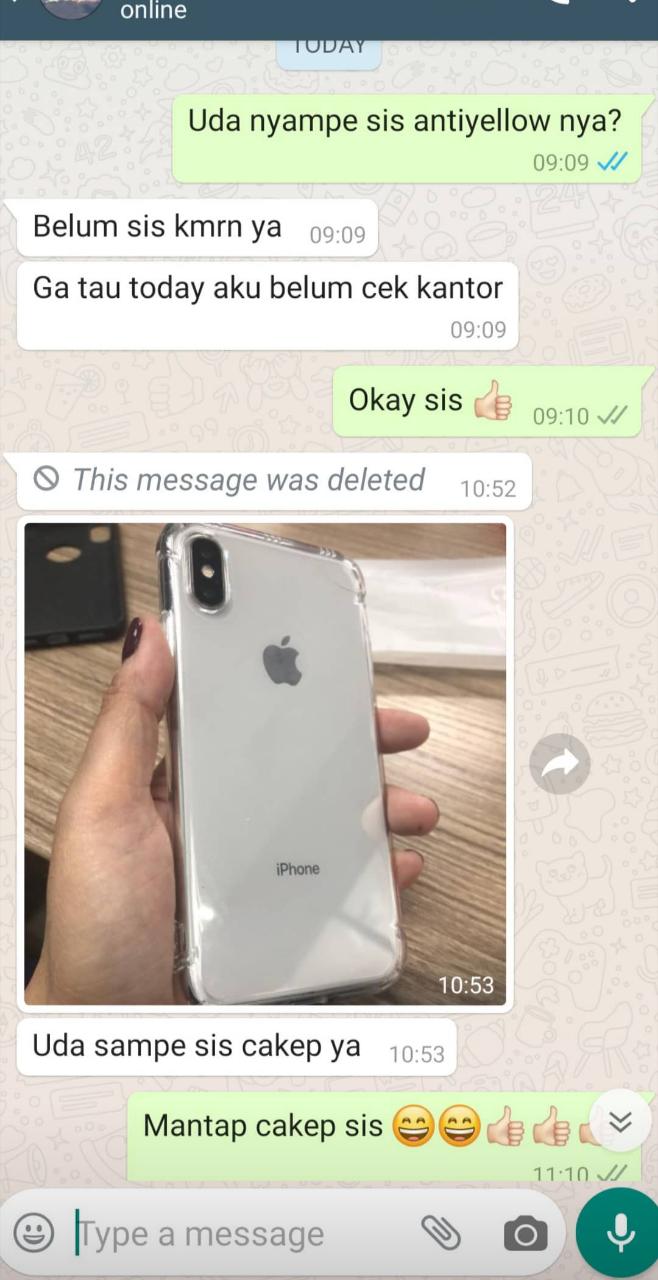 online
TODAY
Uda nyampe sis antiyellow nya?
09:09
Belum sis kmrn ya 09:09
Ga tau today aku belum cek kantor
09:09
Okay sis 👍🏻 09:10
This message was deleted 10:52
iPhone
10:53
Uda sampe sis cakep ya 10:53
Mantap cakep sis 😄😄👍🏻👍🏻👍🏻
11:10
Type a message